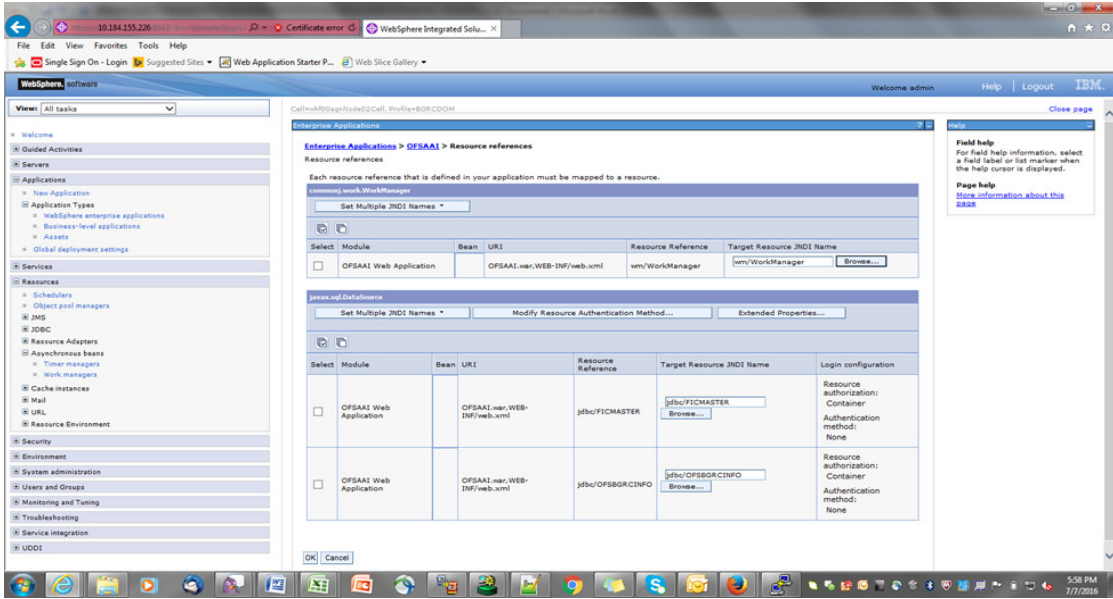 10.184.155.226
Certificate error
WebSphere Integrated Solu...
File Edit View Favorites Tools Help
Single Sign On - Login Suggested Sites Web Application Starter P... Web Slice Gallery
WebSphere. software
Welcome admin
Help Logout IBM.
View: All tasks
Cell=whf00aqnNode02Cell, Profile=BGRCDOM
Close page
Welcome
Guided Activities
Servers
Applications
New Application
Application Types
WebSphere enterprise applications
Business-level applications
Assets
Global deployment settings
Services
Resources
Schedulers
Object pool managers
JMS
JDBC
Resource Adapters
Asynchronous beans
Timer managers
Work managers
Cache instances
Mail
URL
Resource Environment
Security
Environment
System administration
Users and Groups
Monitoring and Tuning
Troubleshooting
Service integration
UDDI
Enterprise Applications
Enterprise Applications > OFSAAI > Resource references
Resource references
Each resource reference that is defined in your application must be mapped to a resource.
commonj.work.WorkManager
Set Multiple JNDI Names
Select Module Bean URI Resource Reference Target Resource JNDI Name
OFSAAI Web Application OFSAAI.war,WEB-INF/web.xml wm/WorkManager wm/WorkManager Browse...
javax.sql.DataSource
Set Multiple JNDI Names Modify Resource Authentication Method... Extended Properties...
Select Module Bean URI Resource Reference Target Resource JNDI Name Login configuration
OFSAAI Web Application
OFSAAI.war,WEB-INF/web.xml
jdbc/FICMASTER
jdbc/FICMASTER
Browse...
Resource
authorization:
Container
Authentication
method:
None
OFSAAI Web Application
OFSAAI.war,WEB-INF/web.xml
jdbc/OFSBGRCINFO
jdbc/OFSBGRCINFO
Browse...
Resource
authorization:
Container
Authentication
method:
None
OK Cancel
Help
Field help
For field help information, select
a field label or list marker when
the help cursor is displayed.
Page help
More information about this
page
5:58 PM
7/7/2016